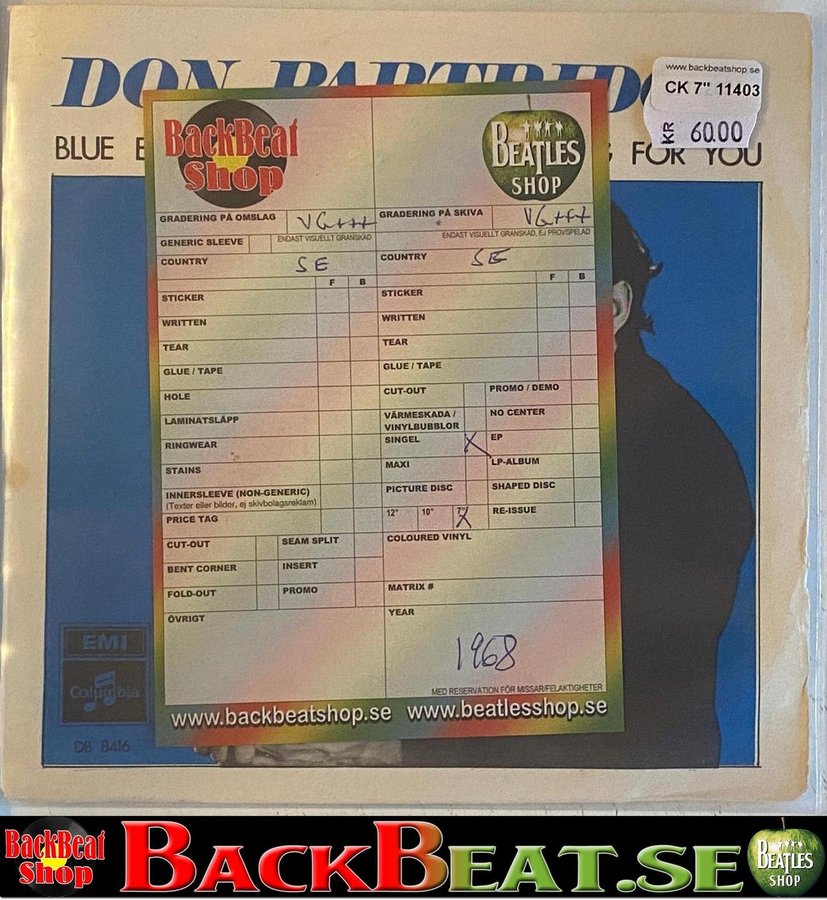 DON PARTRIDG
BLUE E
G FOR YOU
www.backbeatshop.se
CK 7" 11403
KR 60.00
BackBeat
Shop
BEATLES
SHOP
GRADERING PÅ OMSLAG VG+++
GRADERING PÅ SKIVA VG+++
GENERIC SLEEVE
ENDAST VISUELLT GRANSKAD
ENDAST VISUELLT GRANSKAD, EJ PROVSPELAD
COUNTRY SE
COUNTRY SE
F B
F B
STICKER
STICKER
WRITTEN
WRITTEN
TEAR
TEAR
GLUE / TAPE
GLUE / TAPE
HOLE
CUT-OUT
PROMO / DEMO
LAMINATSLÄPP
VÄRMESKADA /
VINYLBUBBLOR
NO CENTER
RINGWEAR
SINGEL X
EP
STAINS
MAXI
LP-ALBUM
INNERSLEEVE (NON-GENERIC)
(Texter eller bilder, ej skivbolagsreklam)
PICTURE DISC
SHAPED DISC
PRICE TAG
12" 10" 7" X
RE-ISSUE
CUT-OUT
SEAM SPLIT
COLOURED VINYL
BENT CORNER
INSERT
FOLD-OUT
PROMO
MATRIX #
ÖVRIGT
YEAR
1968
MED RESERVATION FÖR MISSAR/FELAKTIGHETER
www.backbeatshop.se www.beatlesshop.se
EMI
Columbia
DB 8416
BackBeat
Shop
BACKBEAT.SE
BEATLES
SHOP